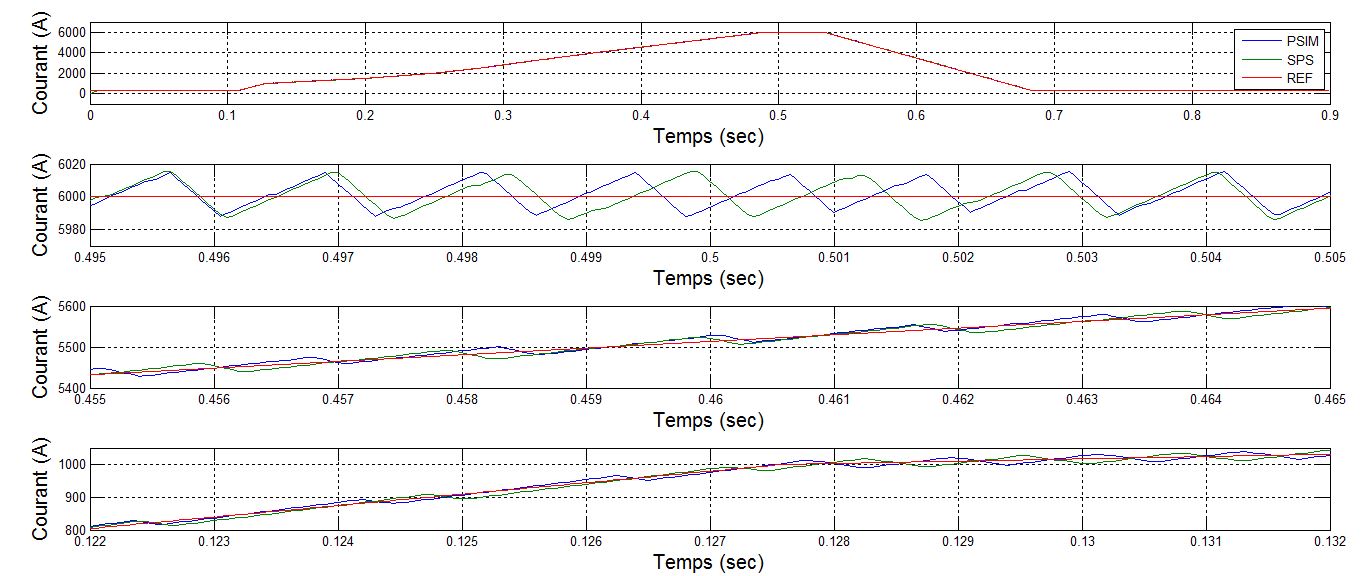 Courant (A)
6000
4000
2000
0
PSIM
SPS
REF
0 0.1 0.2 0.3 0.4 0.5 0.6 0.7 0.8 0.9
Temps (sec)
Courant (A)
6020
6000
5980
0.495 0.496 0.497 0.498 0.499 0.5 0.501 0.502 0.503 0.504 0.505
Temps (sec)
Courant (A)
5600
5500
5400
0.455 0.456 0.457 0.458 0.459 0.46 0.461 0.462 0.463 0.464 0.465
Temps (sec)
Courant (A)
1000
900
800
0.122 0.123 0.124 0.125 0.126 0.127 0.128 0.129 0.13 0.131 0.132
Temps (sec)